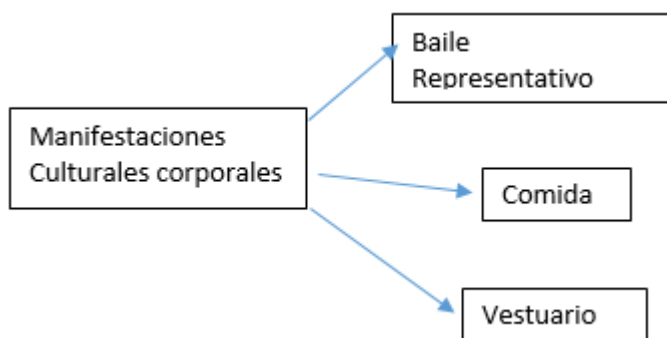 Baile
Representativo
Manifestaciones
Culturales corporales
Comida
Vestuario